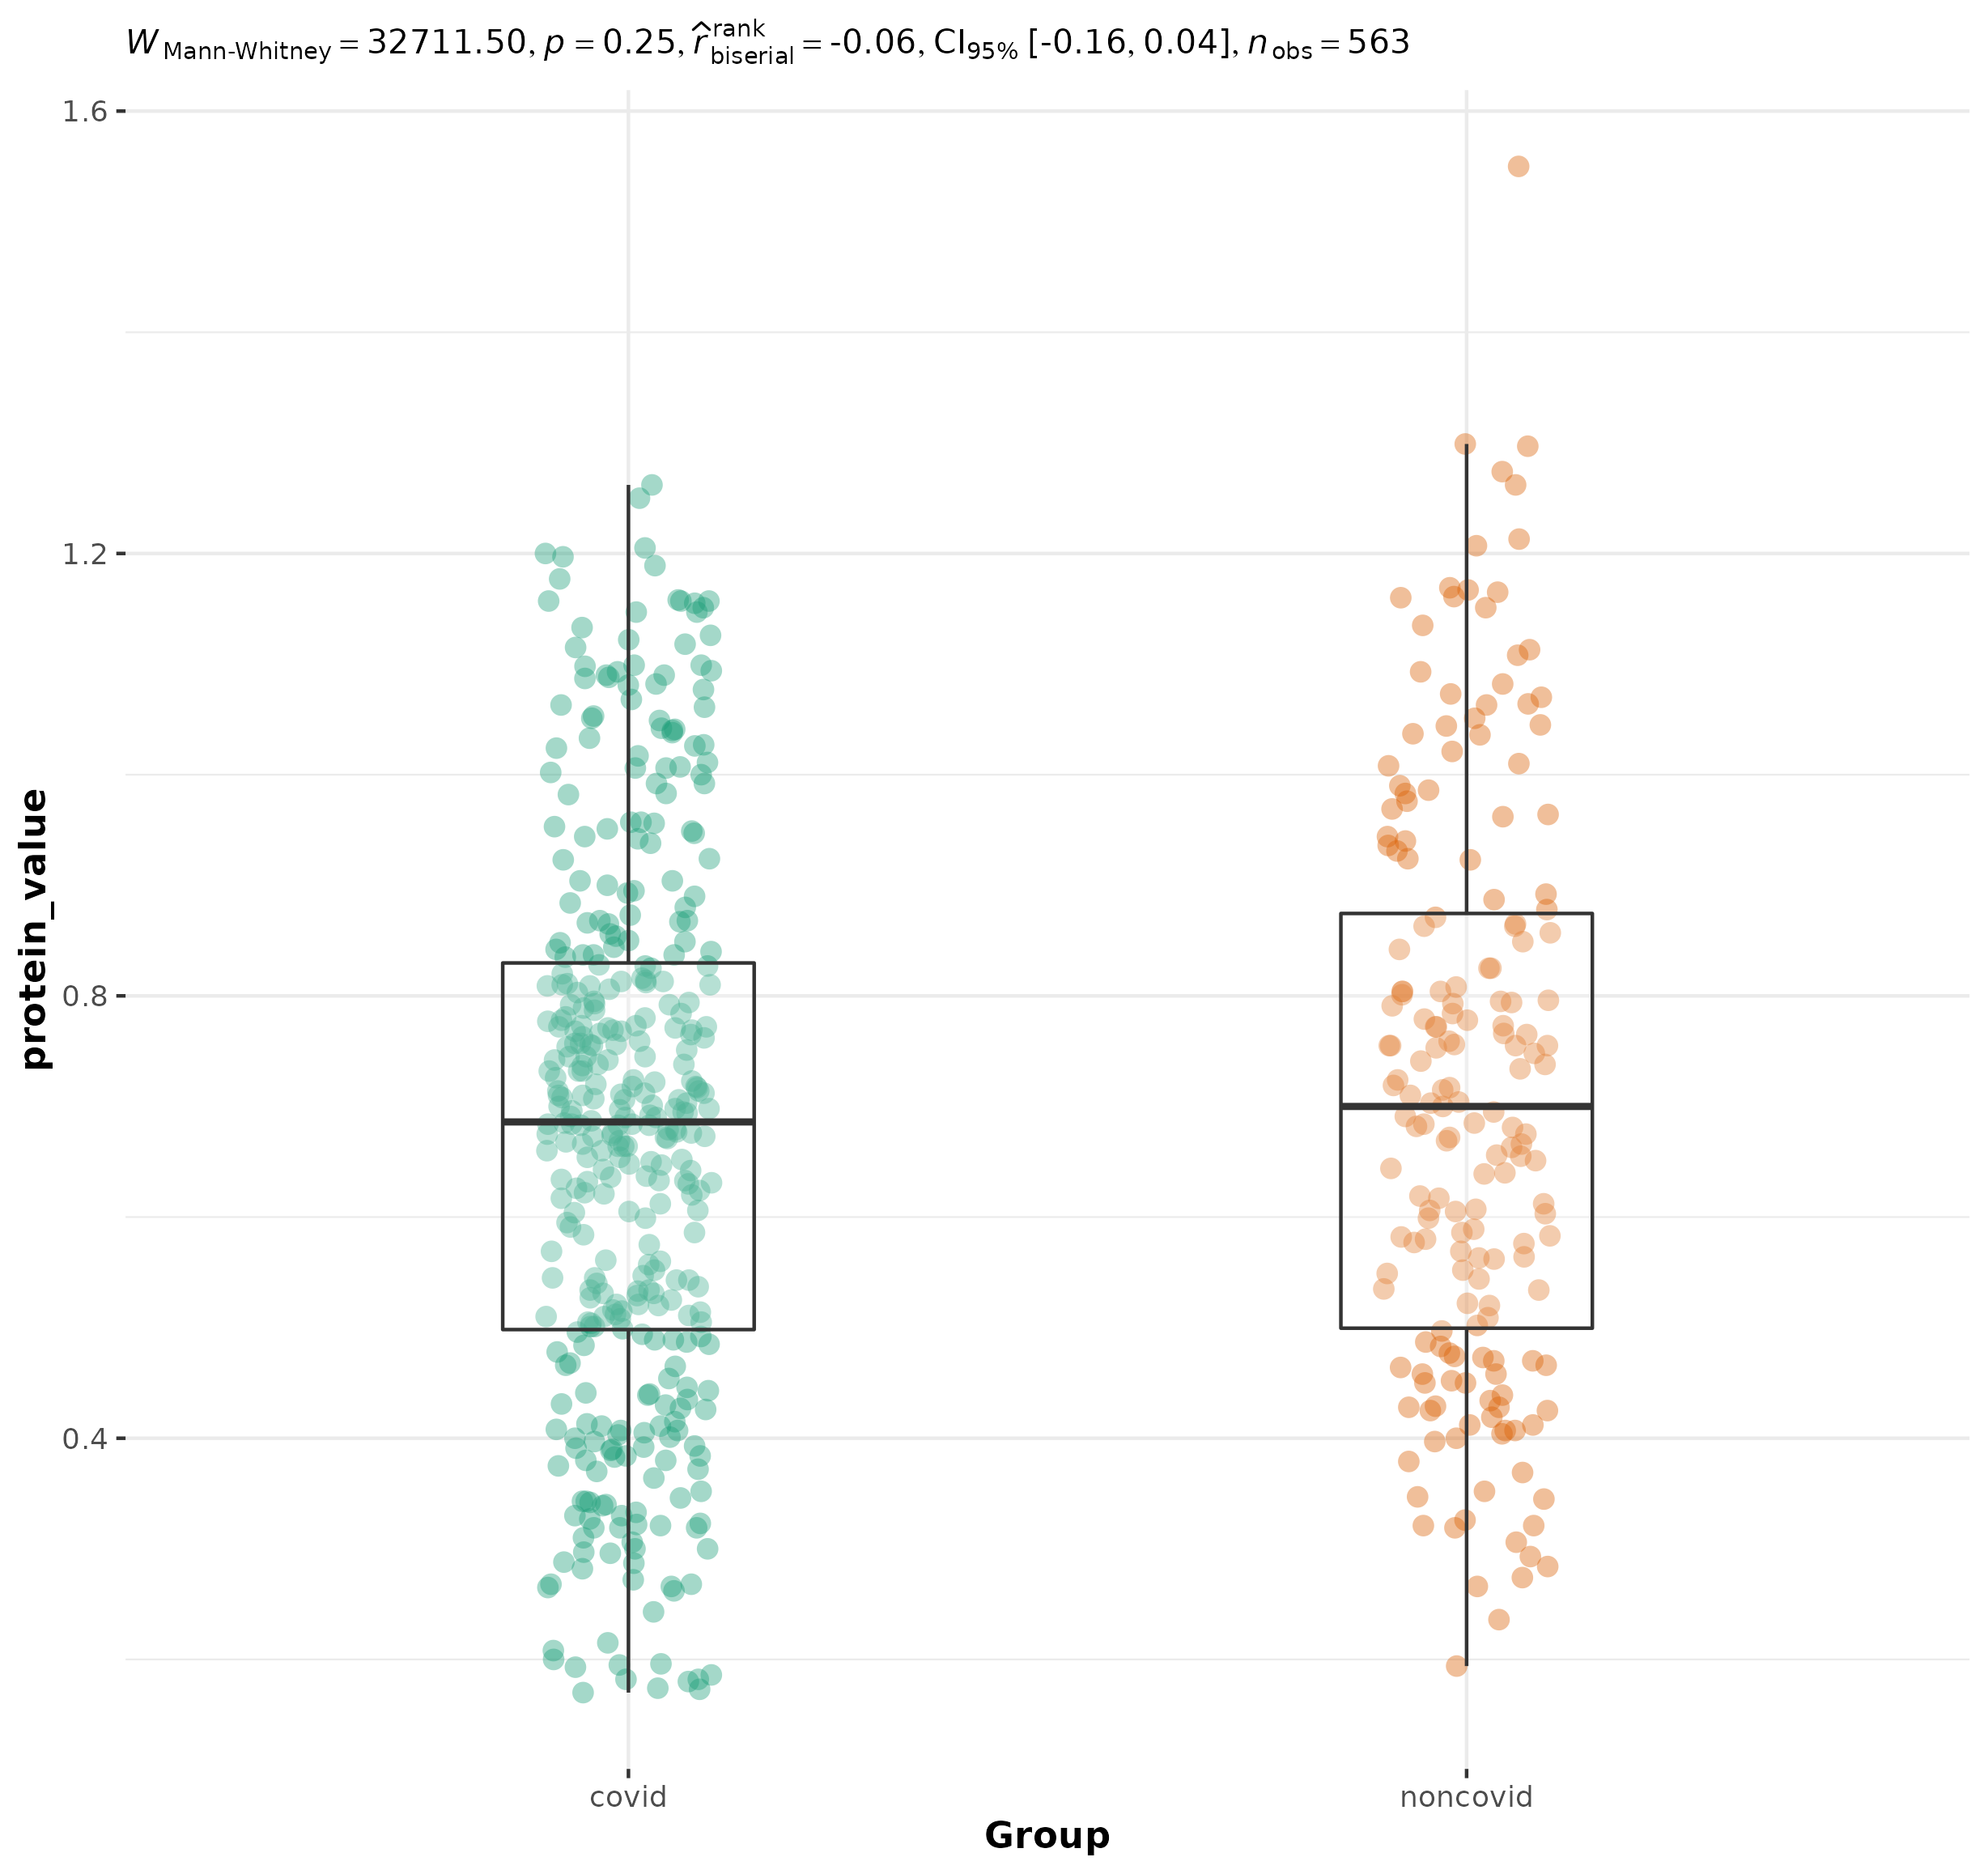 W Mann-Whitney = 32711.50, p = 0.25, r̂ rank biserial = -0.06, CI95% [-0.16, 0.04], n obs = 563
1.6
1.2
0.8
0.4
protein_value
covid noncovid
Group